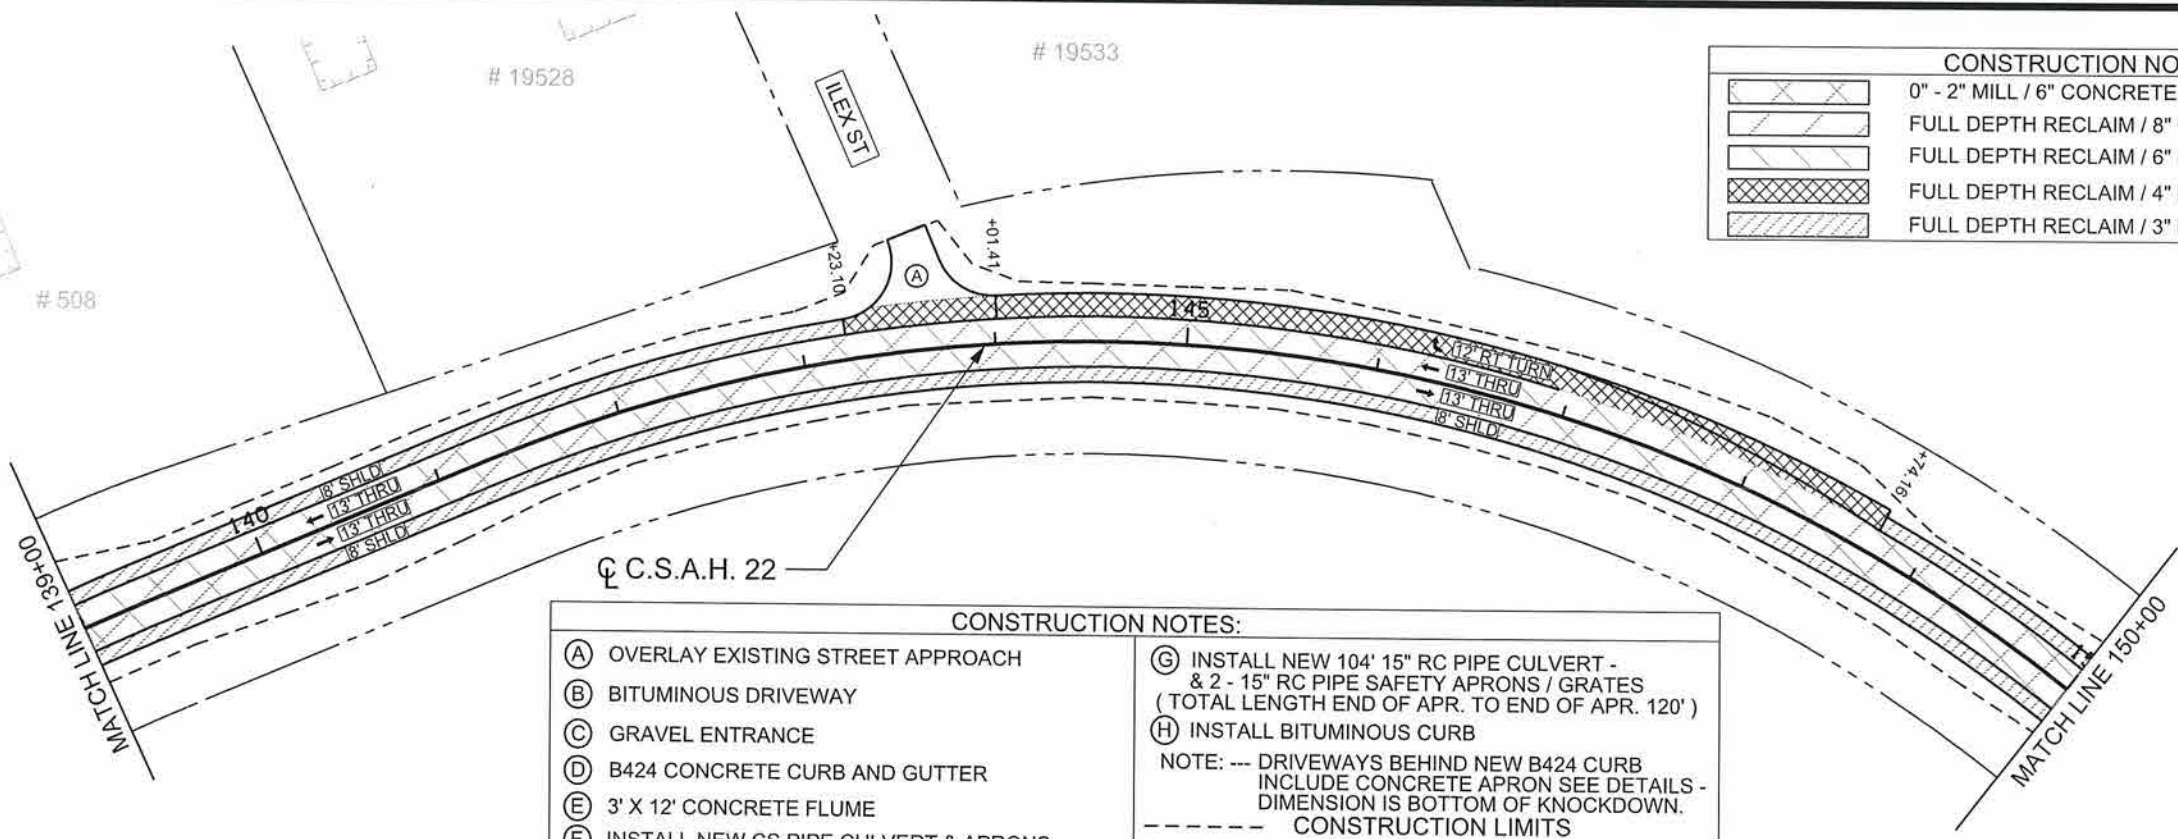 # 19528
# 19533
ILEX ST
# 508
+23.10
+01.41
A
145
12' RT TURN
13' THRU
13' THRU
8' SHLD
+74.16
8' SHLD
13' THRU
140
13' THRU
8' SHLD
MATCH LINE 139+00
MATCH LINE 150+00
℄ C.S.A.H. 22
CONSTRUCTION NO
0" - 2" MILL / 6" CONCRETE
FULL DEPTH RECLAIM / 8"
FULL DEPTH RECLAIM / 6"
FULL DEPTH RECLAIM / 4"
FULL DEPTH RECLAIM / 3"
CONSTRUCTION NOTES:
A OVERLAY EXISTING STREET APPROACH
B BITUMINOUS DRIVEWAY
C GRAVEL ENTRANCE
D B424 CONCRETE CURB AND GUTTER
E 3' X 12' CONCRETE FLUME
F INSTALL NEW CS PIPE CULVERT & APRONS
G INSTALL NEW 104' 15" RC PIPE CULVERT -
& 2 - 15" RC PIPE SAFETY APRONS / GRATES
( TOTAL LENGTH END OF APR. TO END OF APR. 120' )
H INSTALL BITUMINOUS CURB
NOTE: --- DRIVEWAYS BEHIND NEW B424 CURB
INCLUDE CONCRETE APRON SEE DETAILS -
DIMENSION IS BOTTOM OF KNOCKDOWN.
CONSTRUCTION LIMITS